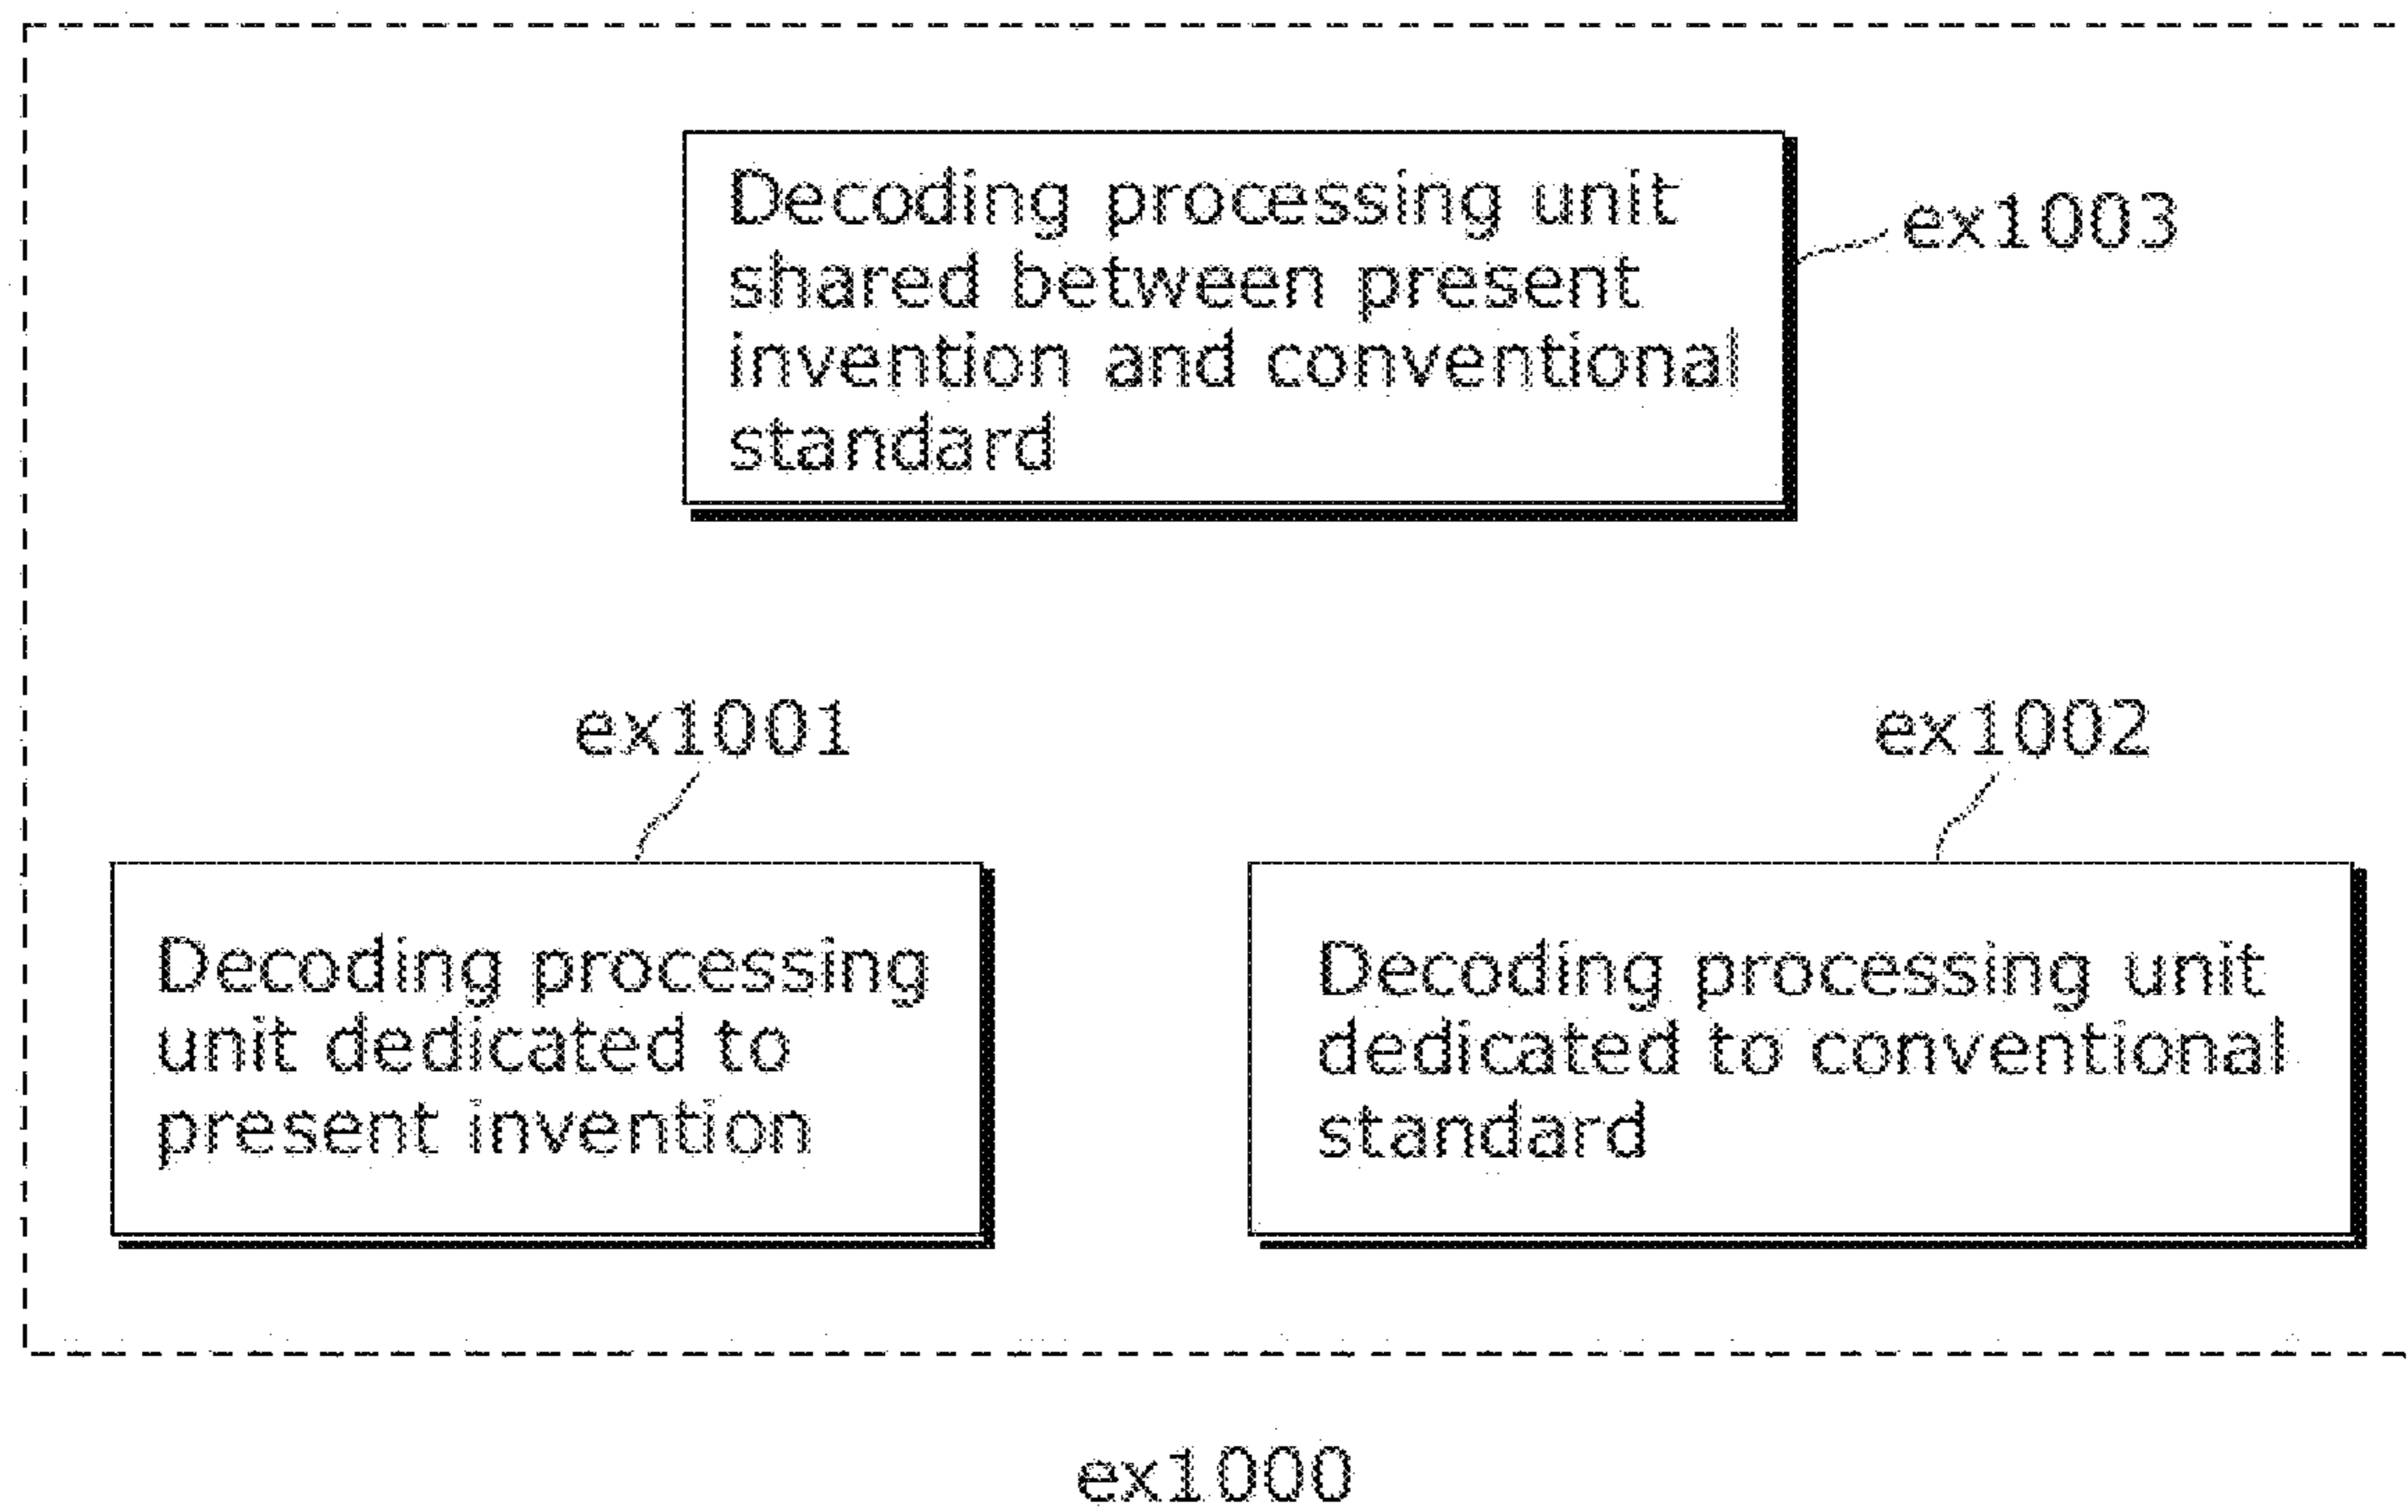 Decoding processing unit
shared between present
invention and conventional
standard
ex1003
ex1001
ex1002
Decoding processing
unit dedicated to
present invention
Decoding processing unit
dedicated to conventional
standard
ex1000